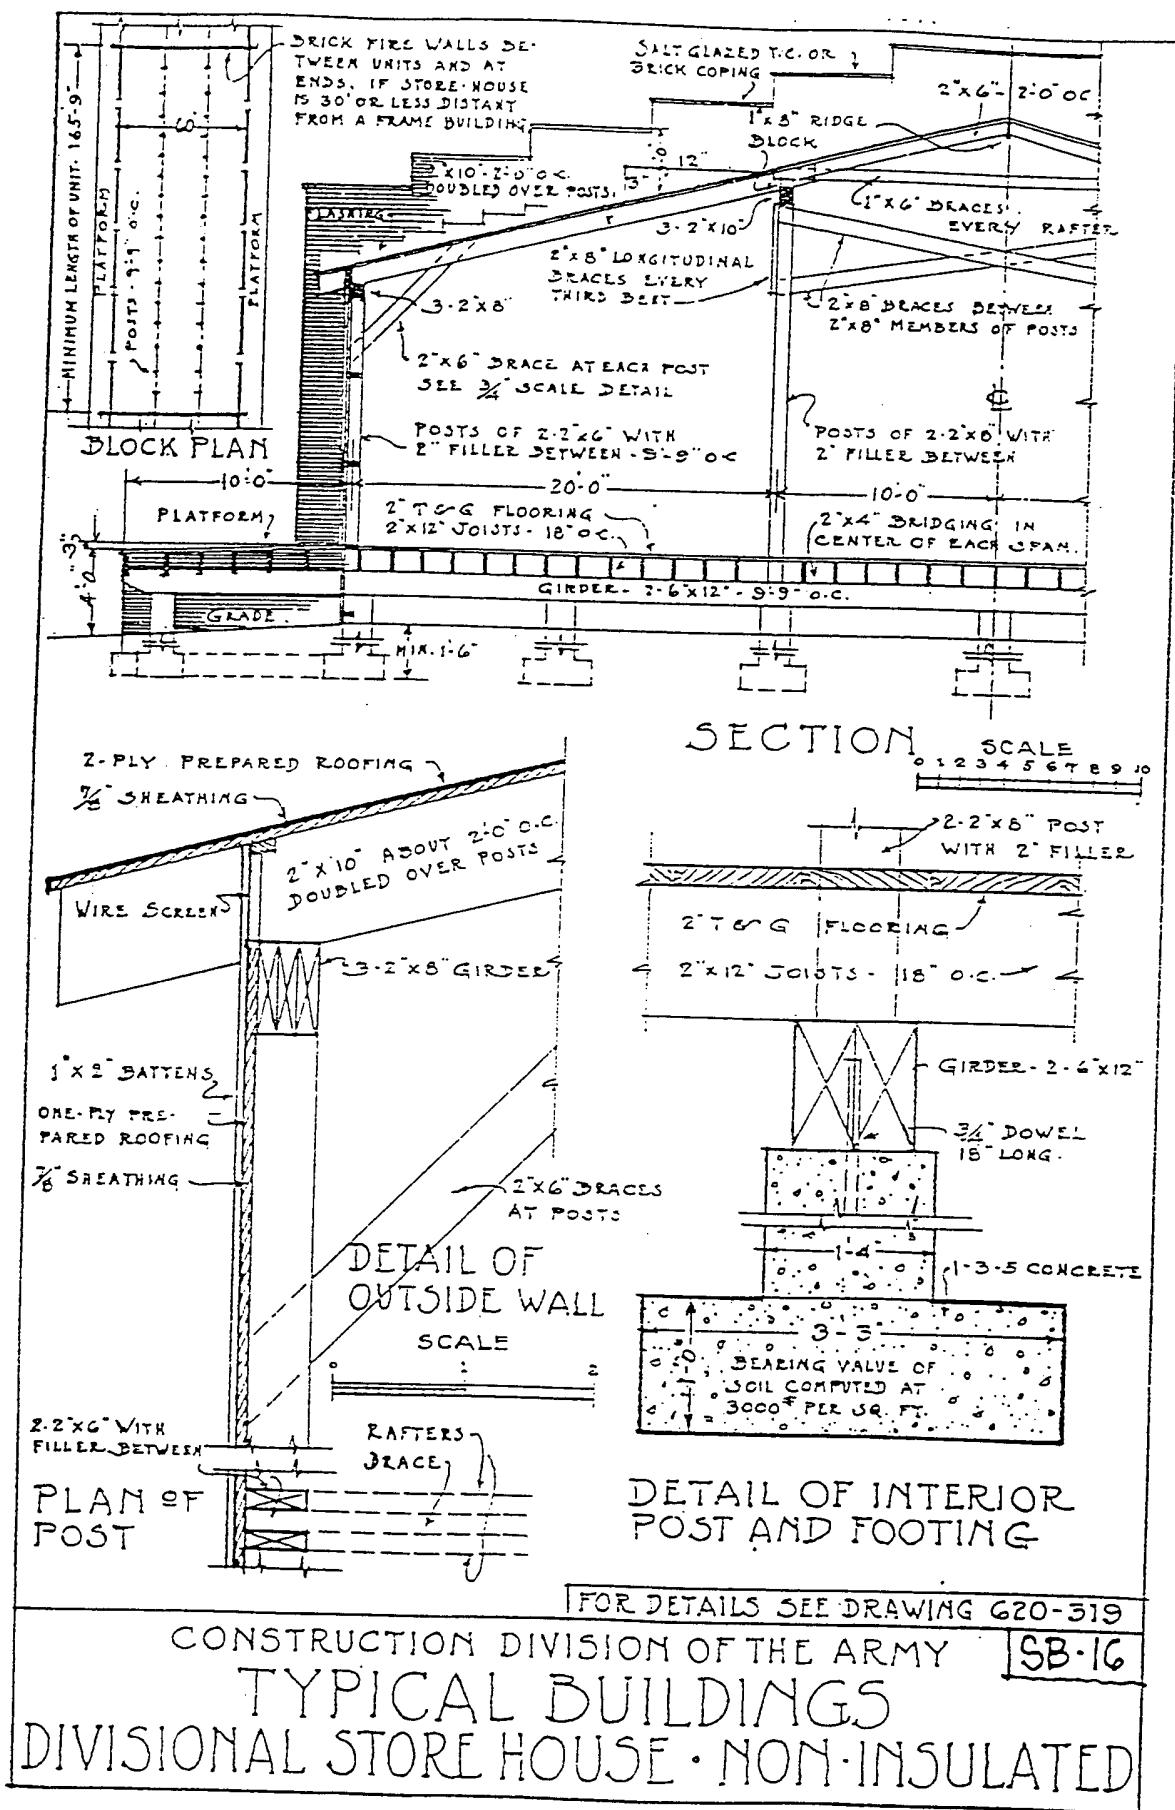 BRICK FIRE WALLS BE-
TWEEN UNITS AND AT
ENDS, IF STORE-HOUSE
IS 30' OR LESS DISTANT
FROM A FRAME BUILDING
MINIMUM LENGTH OF UNIT- 165'-9"
PLATFORM
POSTS - 9'-9" O.C.
60'
PLATFORM
BLOCK PLAN
SALT GLAZED T.C. OR
BRICK COPING
2"x6"- 2'-0" OC
1"x8" RIDGE
BLOCK
12"
2"x10"-2'-0" O.C.
DOUBLED OVER POSTS.
FLASHING
3-2"x10"
1"x6" BRACES
EVERY RAFTER
2"x8" LONGITUDINAL
BRACES EVERY
THIRD BENT
3-2"x8"
2"x8" BRACES BETWEEN
2"x8" MEMBERS OF POSTS
2"x6" BRACE AT EACH POST
SEE 3/4" SCALE DETAIL
POSTS OF 2-2"x6" WITH
2" FILLER BETWEEN - 9'-9" O.C
POSTS OF 2-2"x8" WITH
2" FILLER BETWEEN
10'-0"
20'-0"
10'-0"
PLATFORM
2" T & G FLOORING
2"x12" JOISTS- 18" O.C.
2"x4" BRIDGING IN
CENTER OF EACH SPAN.
4'-0"
GIRDER- 2-6"x12"- 9'-9" O.C.
GRADE
MIN. 1'-6"
SECTION
SCALE
0 1 2 3 4 5 6 7 8 9 10
2-PLY PREPARED ROOFING
7/8" SHEATHING
2"x10" ABOUT 2'-0" O.C.
DOUBLED OVER POSTS
WIRE SCREEN
3-2"x8" GIRDER
1"x2" BATTENS
ONE-PLY PRE-
PARED ROOFING
7/8" SHEATHING
2"x6" BRACES
AT POSTS
DETAIL OF
OUTSIDE WALL
SCALE
0 1 2
2-2"x6" WITH
FILLER BETWEEN
RAFTERS
BRACE
PLAN OF
POST
2-2"x8" POST
WITH 2" FILLER
2" T & G FLOORING
2"x12" JOISTS- 18" O.C.
GIRDER- 2-6"x12"
3/4" DOWEL
18" LONG.
1'-4"
1-3-5 CONCRETE
BEARING VALUE OF
SOIL COMPUTED AT
3000# PER SQ. FT.
DETAIL OF INTERIOR
POST AND FOOTING
FOR DETAILS SEE DRAWING 620-319
CONSTRUCTION DIVISION OF THE ARMY
SB-16
TYPICAL BUILDINGS
DIVISIONAL STORE HOUSE · NON-INSULATED